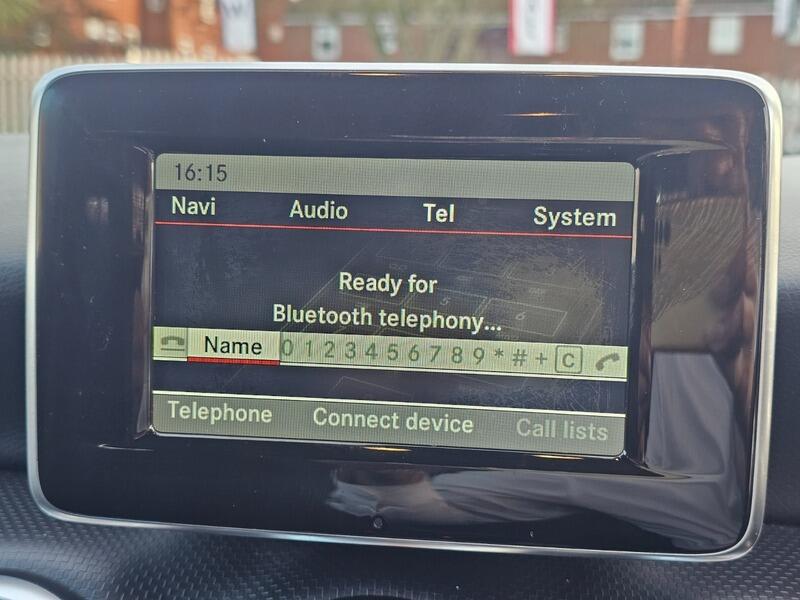 16:15
Navi Audio Tel System
Ready for
Bluetooth telephony...
Name 0 1 2 3 4 5 6 7 8 9 * # + C
Telephone Connect device Call lists